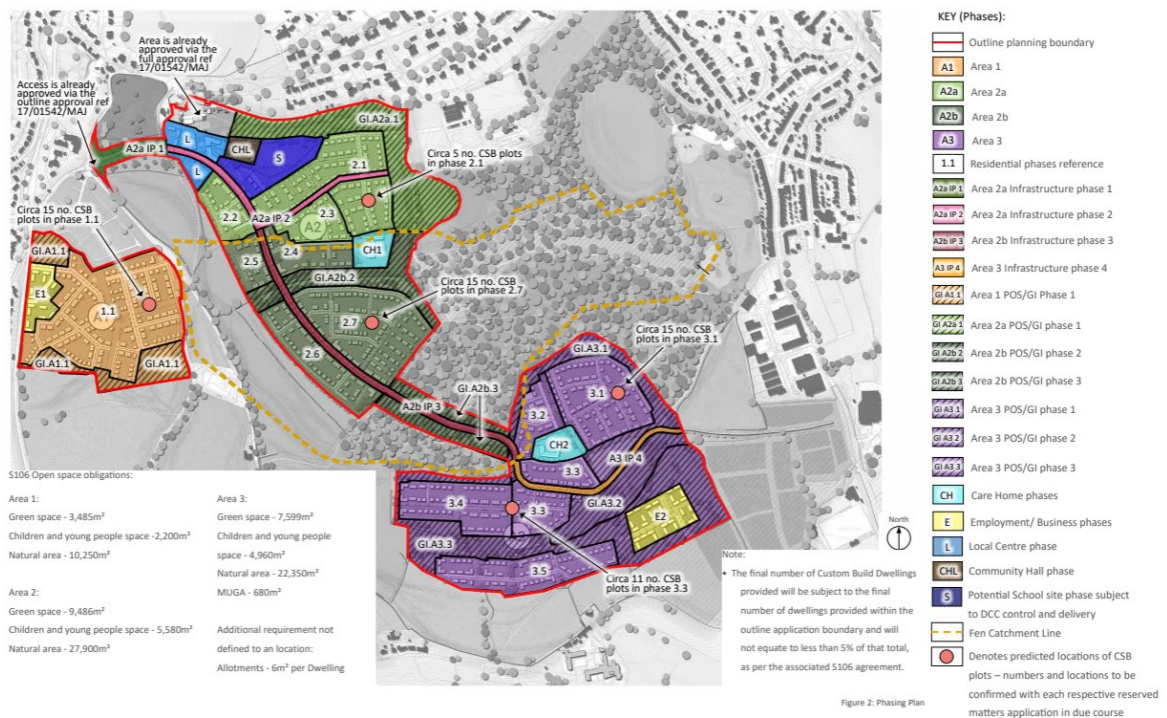 Area is already
approved via the
full approval ref
17/01542/MAJ
Access is already
approved via the
outline approval ref
17/01542/MAJ
A2a IP 1
L
L
CHL
S
GI.A2a.1
2.1
Circa 5 no. CSB plots
in phase 2.1
2.2
A2a IP 2
2.3
A2
Circa 15 no. CSB
plots in phase 1.1
GI.A1.1
E1
1.1
A1
GI.A1.1
GI.A1.1
2.5
2.4
CH1
GI.A2b.2
Circa 15 no. CSB plots
in phase 2.7
2.7
2.6
GI.A2b.3
A2b IP 3
Circa 15 no. CSB
plots in phase 3.1
GI.A3.1
3.1
3.2
CH2
3.3
A3 IP 4
3.4
3.3
GI.A3.2
E2
GI.A3.3
3.5
Circa 11 no. CSB
plots in phase 3.3
North
S106 Open space obligations:
Area 1:
Green space - 3,485m²
Children and young people space -2,200m²
Natural area - 10,250m²
Area 2:
Green space - 9,486m²
Children and young people space - 5,580m²
Natural area - 27,900m²
Area 3:
Green space - 7,599m²
Children and young people
space - 4,960m²
Natural area - 22,350m²
MUGA - 680m²
Additional requirement not
defined to an location:
Allotments - 6m² per Dwelling
Note:
• The final number of Custom Build Dwellings
provided will be subject to the final
number of dwellings provided within the
outline application boundary and will
not equate to less than 5% of that total,
as per the associated S106 agreement.
Figure 2: Phasing Plan
KEY (Phases):
Outline planning boundary
A1 Area 1
A2a Area 2a
A2b Area 2b
A3 Area 3
1.1 Residential phases reference
A2a IP 1 Area 2a Infrastructure phase 1
A2a IP 2 Area 2a Infrastructure phase 2
A2b IP 3 Area 2b Infrastructure phase 3
A3 IP 4 Area 3 Infrastructure phase 4
GI A1 1 Area 1 POS/GI Phase 1
GI A2a 1 Area 2a POS/GI phase 1
GI A2b 2 Area 2b POS/GI phase 2
GI A2b 3 Area 2b POS/GI phase 3
GI A3 1 Area 3 POS/GI phase 1
GI A3 2 Area 3 POS/GI phase 2
GI A3 3 Area 3 POS/GI phase 3
CH Care Home phases
E Employment/ Business phases
L Local Centre phase
CHL Community Hall phase
S Potential School site phase subject
to DCC control and delivery
Fen Catchment Line
Denotes predicted locations of CSB
plots – numbers and locations to be
confirmed with each respective reserved
matters application in due course